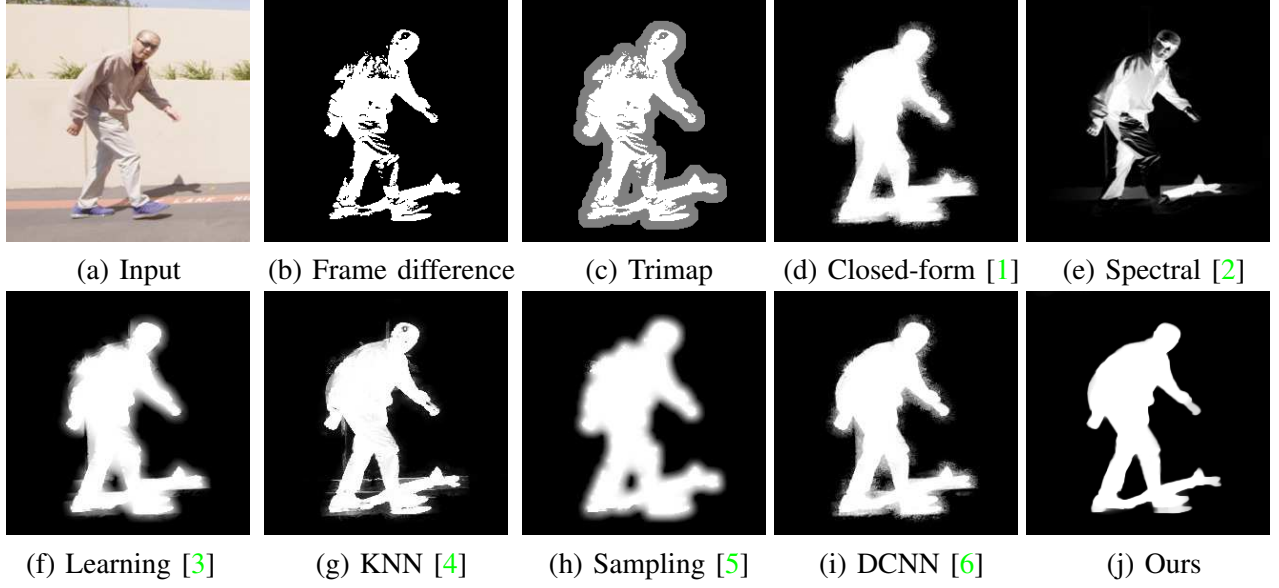 (a) Input (b) Frame difference (c) Trimap (d) Closed-form [1] (e) Spectral [2]
(f) Learning [3] (g) KNN [4] (h) Sampling [5] (i) DCNN [6] (j) Ours